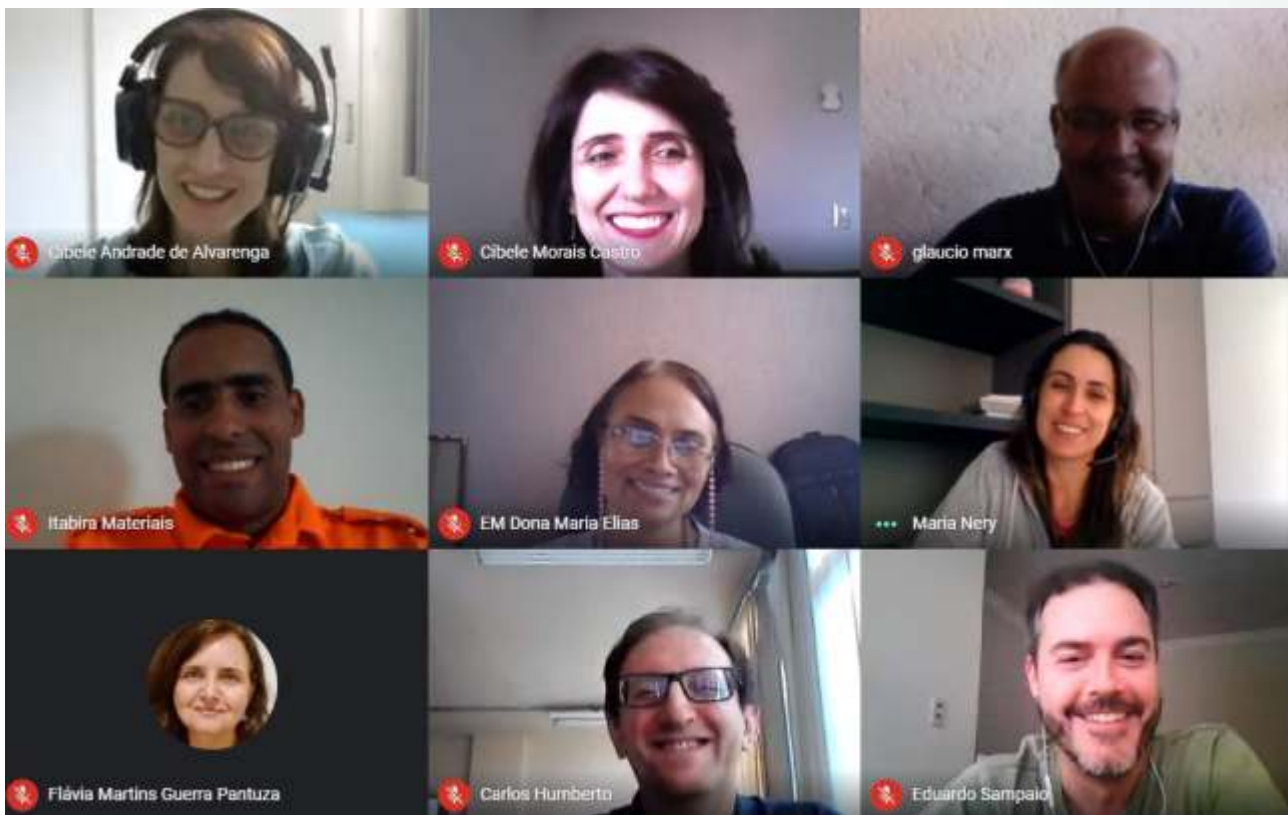 Cibele Andrade de Alvarenga
Cibele Morais Castro
glaucio marx
Itabira Materiais
EM Dona Maria Elias
Maria Nery
Flávia Martins Guerra Pantuza
Carlos Humberto
Eduardo Sampaio